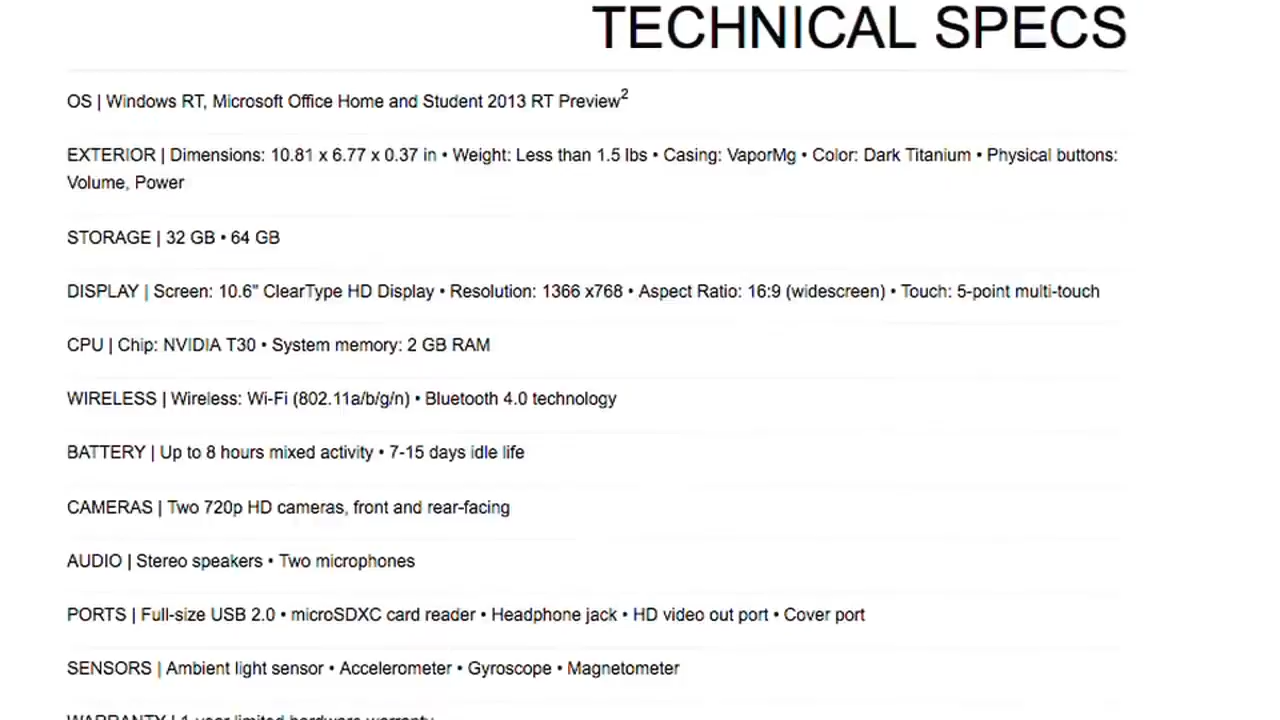 TECHNICAL SPECS
OS | Windows RT, Microsoft Office Home and Student 2013 RT Preview2
EXTERIOR | Dimensions: 10.81 x 6.77 x 0.37 in • Weight: Less than 1.5 lbs • Casing: VaporMg • Color: Dark Titanium • Physical buttons:
Volume, Power
STORAGE | 32 GB • 64 GB
DISPLAY | Screen: 10.6" ClearType HD Display • Resolution: 1366 x768 • Aspect Ratio: 16:9 (widescreen) • Touch: 5-point multi-touch
CPU | Chip: NVIDIA T30 • System memory: 2 GB RAM
WIRELESS | Wireless: Wi-Fi (802.11a/b/g/n) • Bluetooth 4.0 technology
BATTERY | Up to 8 hours mixed activity • 7-15 days idle life
CAMERAS | Two 720p HD cameras, front and rear-facing
AUDIO | Stereo speakers • Two microphones
PORTS | Full-size USB 2.0 • microSDXC card reader • Headphone jack • HD video out port • Cover port
SENSORS | Ambient light sensor • Accelerometer • Gyroscope • Magnetometer
WARRANTY | 1-year limited hardware warranty